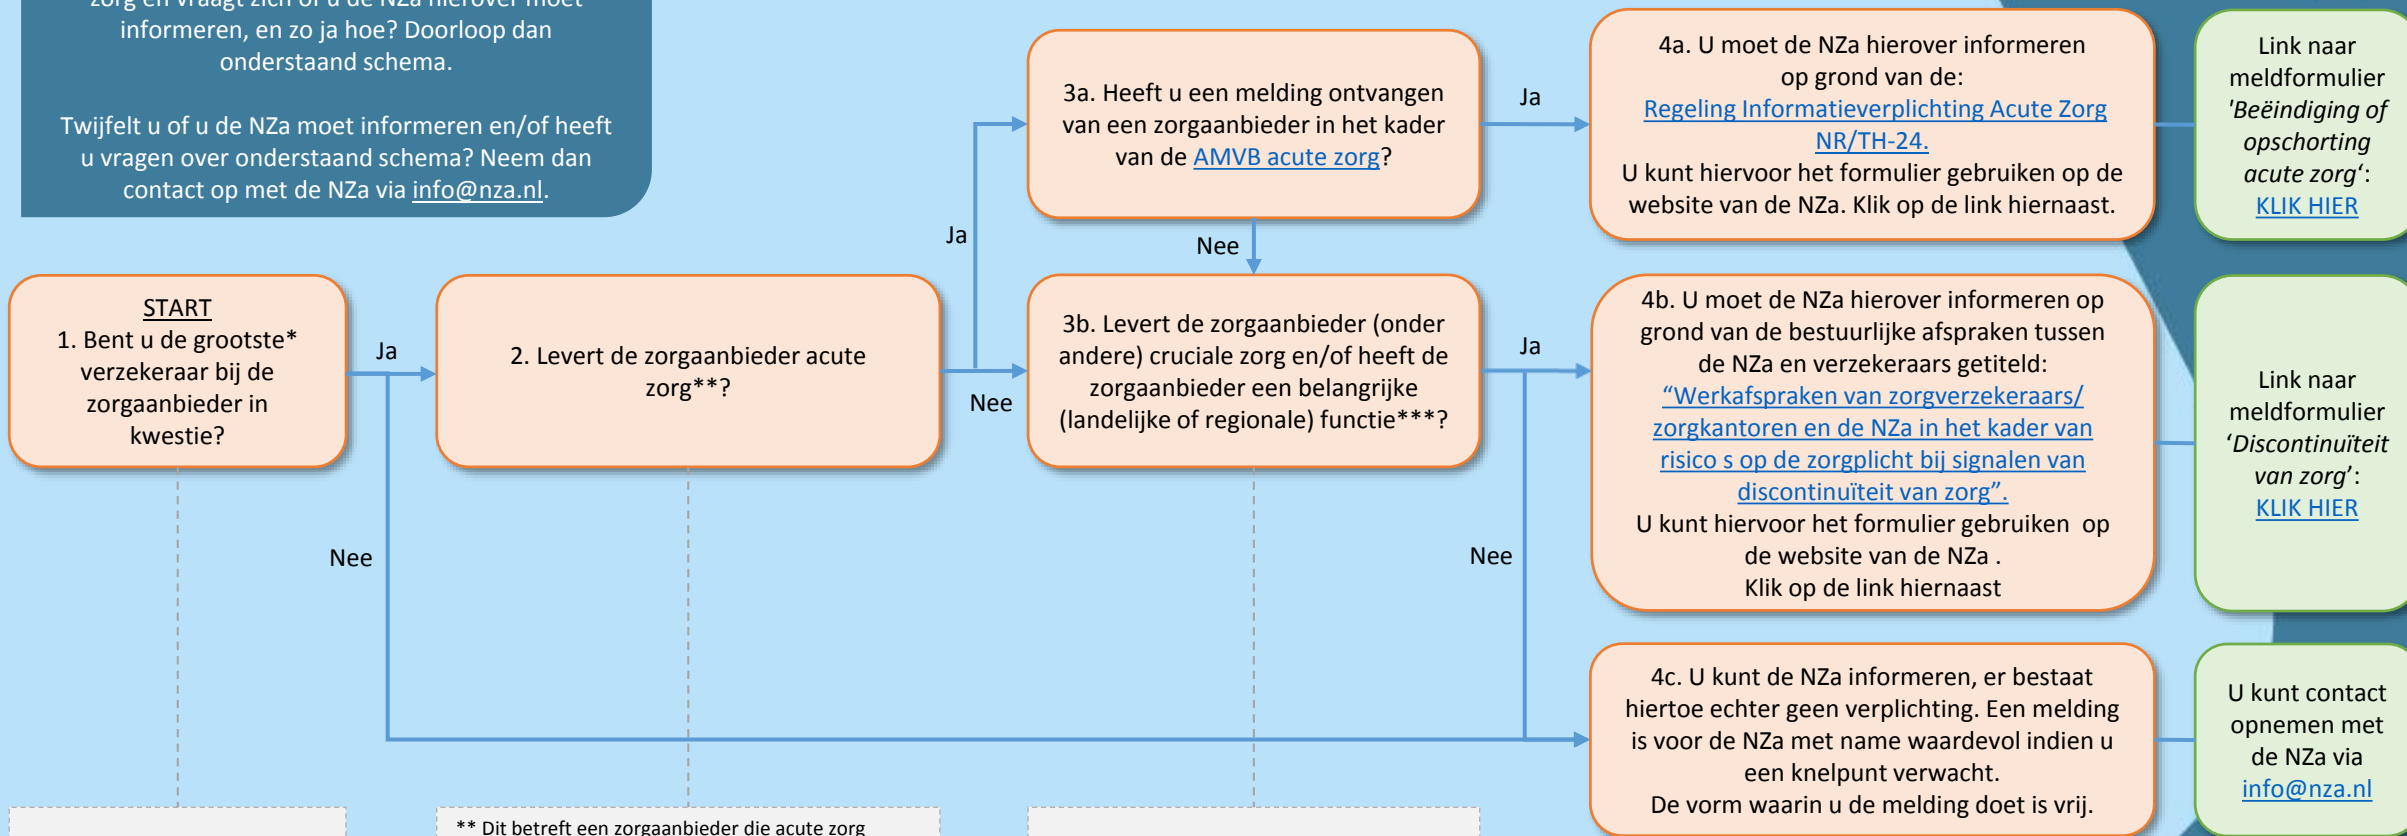 zorg en vraagt zich of u de NZa hierover moet
informeren, en zo ja hoe? Doorloop dan
onderstaand schema.
Twijfelt u of u de NZa moet informeren en/of heeft
u vragen over onderstaand schema? Neem dan
contact op met de NZa via info@nza.nl.
START
1. Bent u de grootste*
verzekeraar bij de
zorgaanbieder in
kwestie?
Ja
Nee
2. Levert de zorgaanbieder acute
zorg**?
Ja
Nee
3a. Heeft u een melding ontvangen
van een zorgaanbieder in het kader
van de AMVB acute zorg?
Ja
Nee
3b. Levert de zorgaanbieder (onder
andere) cruciale zorg en/of heeft de
zorgaanbieder een belangrijke
(landelijke of regionale) functie***?
Ja
Nee
4a. U moet de NZa hierover informeren
op grond van de:
Regeling Informatieverplichting Acute Zorg
NR/TH-24.
U kunt hiervoor het formulier gebruiken op de
website van de NZa. Klik op de link hiernaast.
Link naar
meldformulier
'Beëindiging of
opschorting
acute zorg‘:
KLIK HIER
4b. U moet de NZa hierover informeren op
grond van de bestuurlijke afspraken tussen
de NZa en verzekeraars getiteld:
“Werkafspraken van zorgverzekeraars/
zorgkantoren en de NZa in het kader van
risico s op de zorgplicht bij signalen van
discontinuïteit van zorg”.
U kunt hiervoor het formulier gebruiken op
de website van de NZa .
Klik op de link hiernaast
Link naar
meldformulier
‘Discontinuïteit
van zorg’:
KLIK HIER
4c. U kunt de NZa informeren, er bestaat
hiertoe echter geen verplichting. Een melding
is voor de NZa met name waardevol indien u
een knelpunt verwacht.
De vorm waarin u de melding doet is vrij.
U kunt contact
opnemen met
de NZa via
info@nza.nl
** Dit betreft een zorgaanbieder die acute zorg